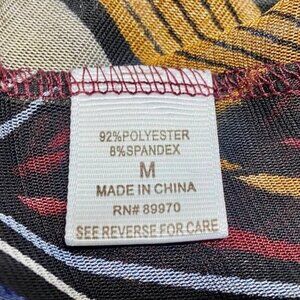 92%POLYESTER
8%SPANDEX
M
MADE IN CHINA
RN# 89970
SEE REVERSE FOR CARE